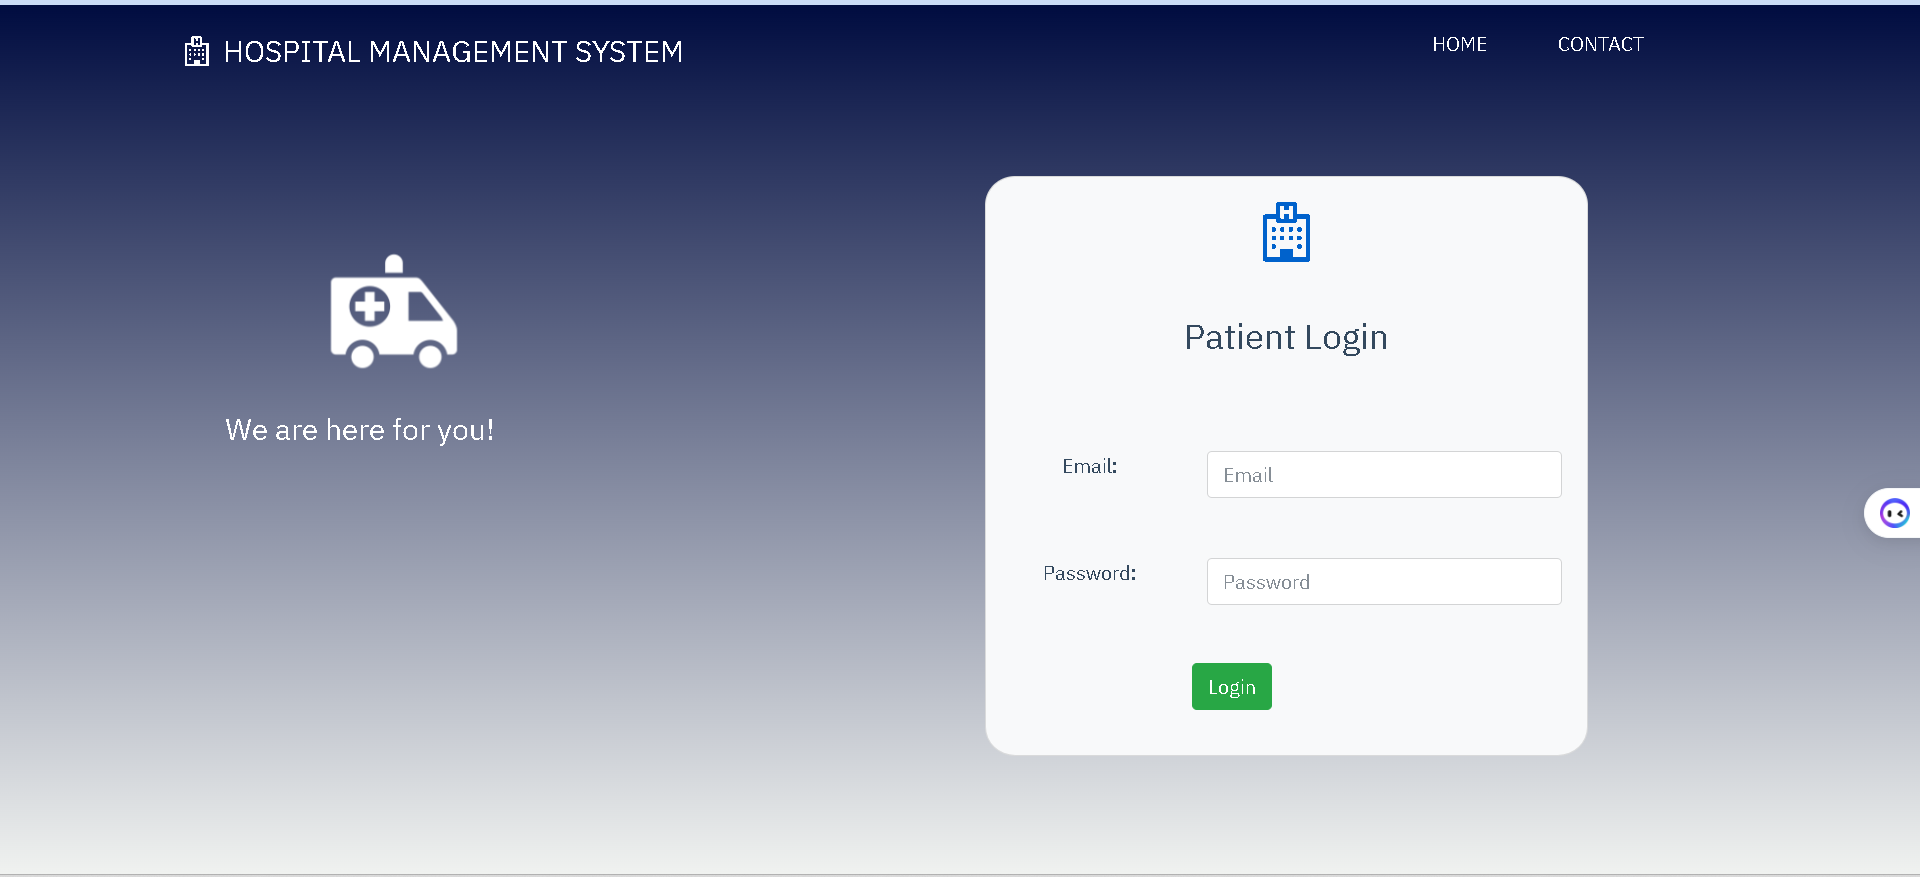 HOSPITAL MANAGEMENT SYSTEM
HOME
CONTACT
We are here for you!
Patient Login
Email:
Email
Password:
Password
Login